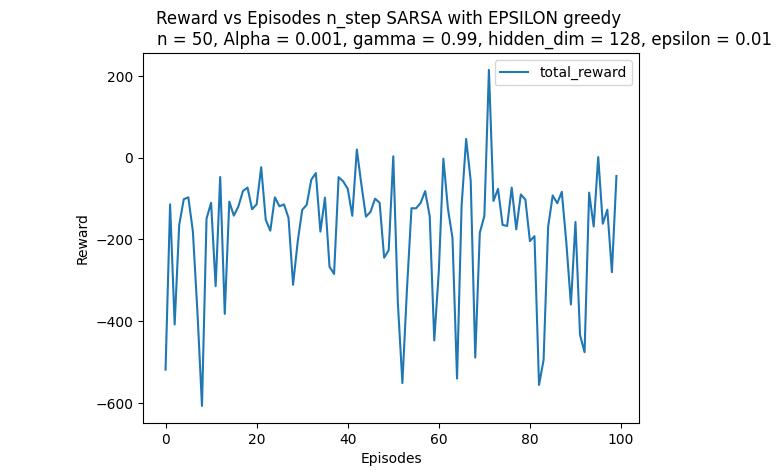 Reward vs Episodes n_step SARSA with EPSILON greedy
n = 50, Alpha = 0.001, gamma = 0.99, hidden_dim = 128, epsilon = 0.01
total_reward
200
0
−200
−400
−600
Reward
0 20 40 60 80 100
Episodes